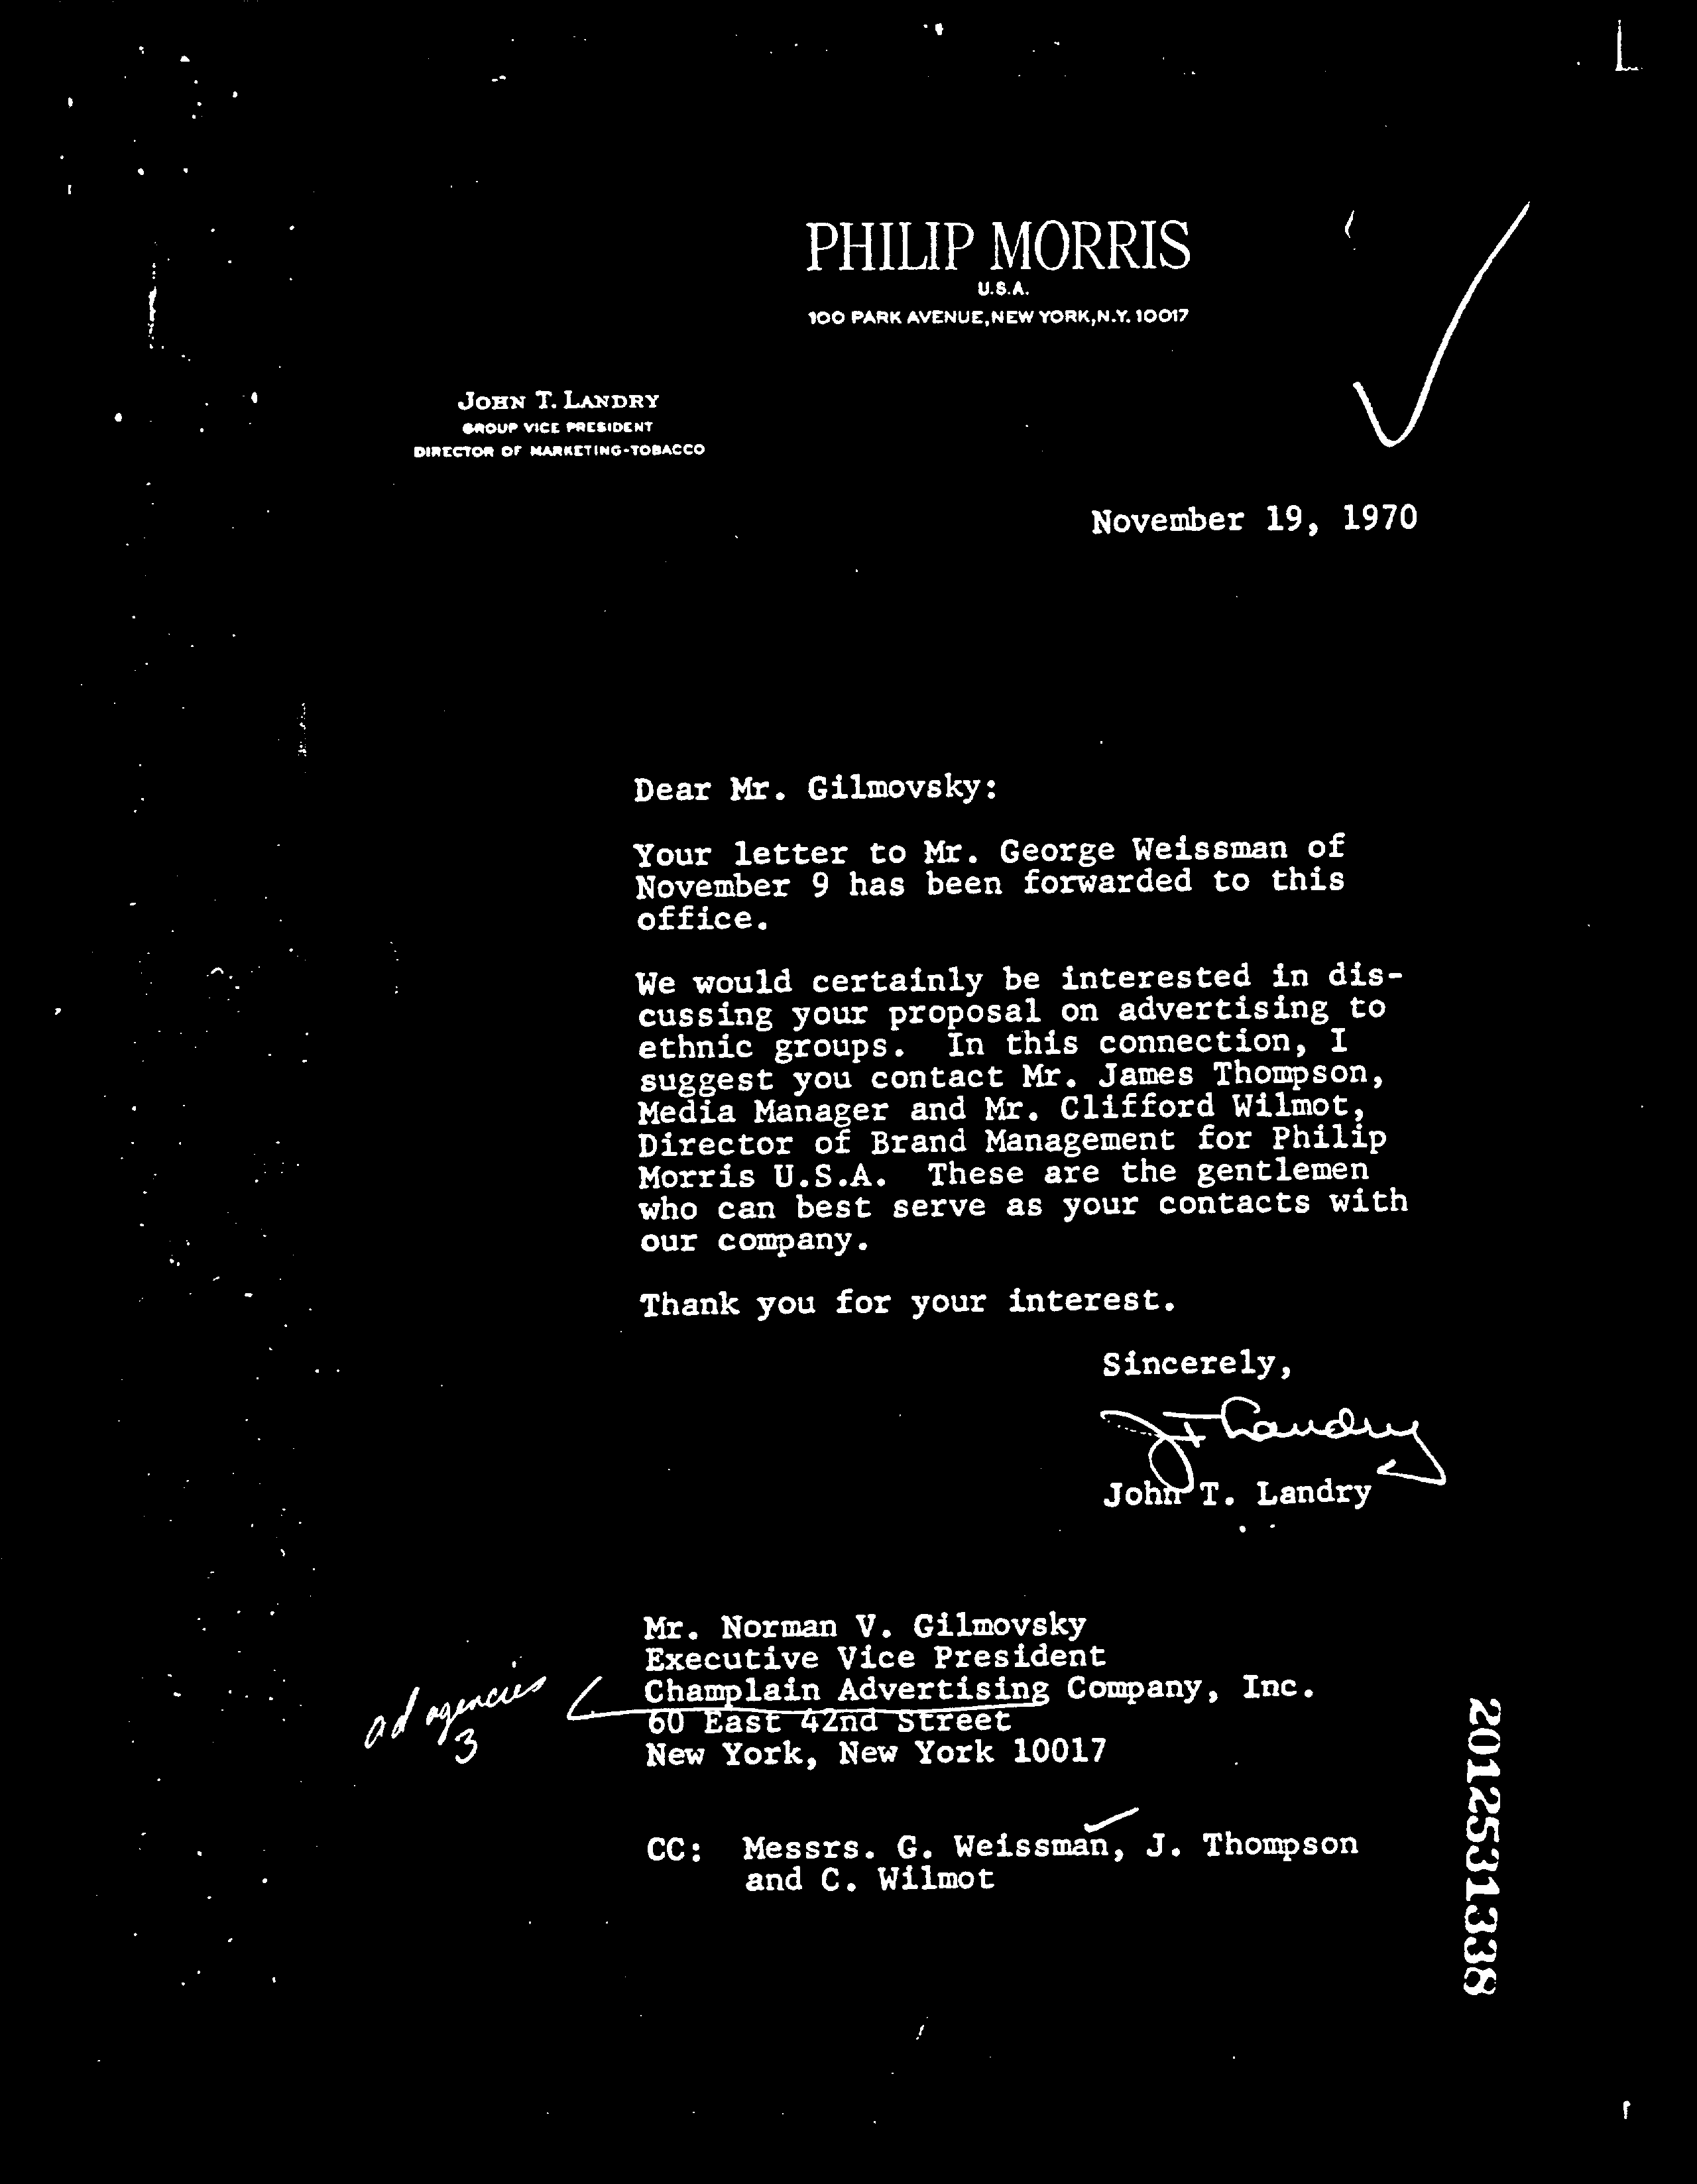 PHILIP MORRIS
U.S.A.
100 PARK AVENUE, NEW YORK, N.Y. 10017
JOHN T. LANDRY
GROUP VICE PRESIDENT
DIRECTOR OF MARKETING-TOBACCO
November 19, 1970
Dear Mr. Gilmovsky:
Your letter to Mr. George Weissman of
November 9 has been forwarded to this
office.
We would certainly be interested in dis-
cussing your proposal on advertising to
ethnic groups. In this connection, I
suggest you contact Mr. James Thompson,
Media Manager and Mr. Clifford Wilmot,
Director of Brand Management for Philip
Morris U.S.A. These are the gentlemen
who can best serve as your contacts with
our company.
Thank you for your interest.
Sincerely,
J T Landry
John T. Landry
Mr. Norman V. Gilmovsky
Executive Vice President
Champlain Advertising Company, Inc.
60 East 42nd Street
New York, New York 10017
ad agencies
3
CC: Messrs. G. Weissman, J. Thompson
and C. Wilmot
2012531338